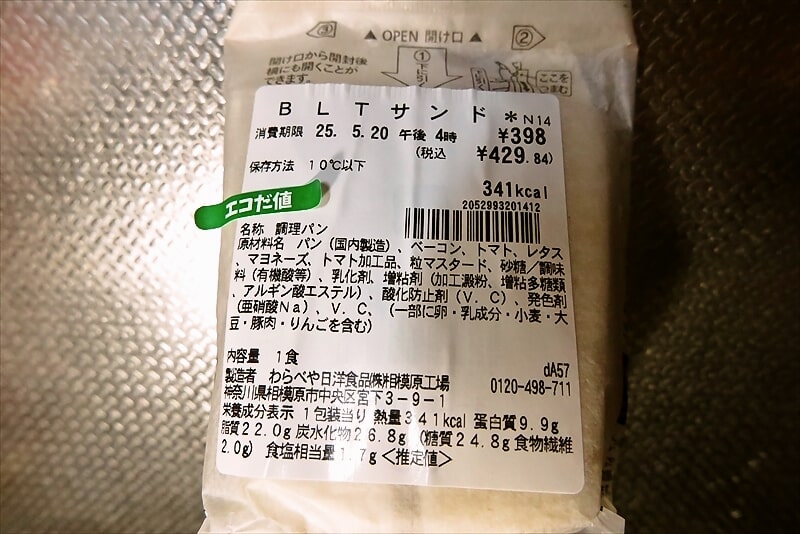 ③ ▲ OPEN 開け口 ▲ ②
開け口から開封後
横にも開くことが
できます。
①
下に引く
ここを
つまむ
BLTサンド *N14
消費期限 25. 5.20 午後 4時 ¥398
(税込 ¥429.84)
保存方法 10℃以下
341kcal
2052993201412
エコだ値
名称 調理パン
原材料名 パン(国内製造)、ベーコン、トマト、レタス
、マヨネーズ、トマト加工品、粒マスタード、砂糖/調味
料(有機酸等)、乳化剤、増粘剤(加工澱粉、増粘多糖類
、アルギン酸エステル)、酸化防止剤(V.C)、発色剤
(亜硝酸Na)、V.C、(一部に卵・乳成分・小麦・大
豆・豚肉・りんごを含む)
内容量 1食
dA57
製造者 わらべや日洋食品㈱相模原工場 0120-498-711
神奈川県相模原市中央区宮下3-9-1
栄養成分表示 1包装当り 熱量341kcal 蛋白質9.9g
脂質22.0g 炭水化物26.8g (糖質24.8g 食物繊維
2.0g) 食塩相当量1.7g <推定値>